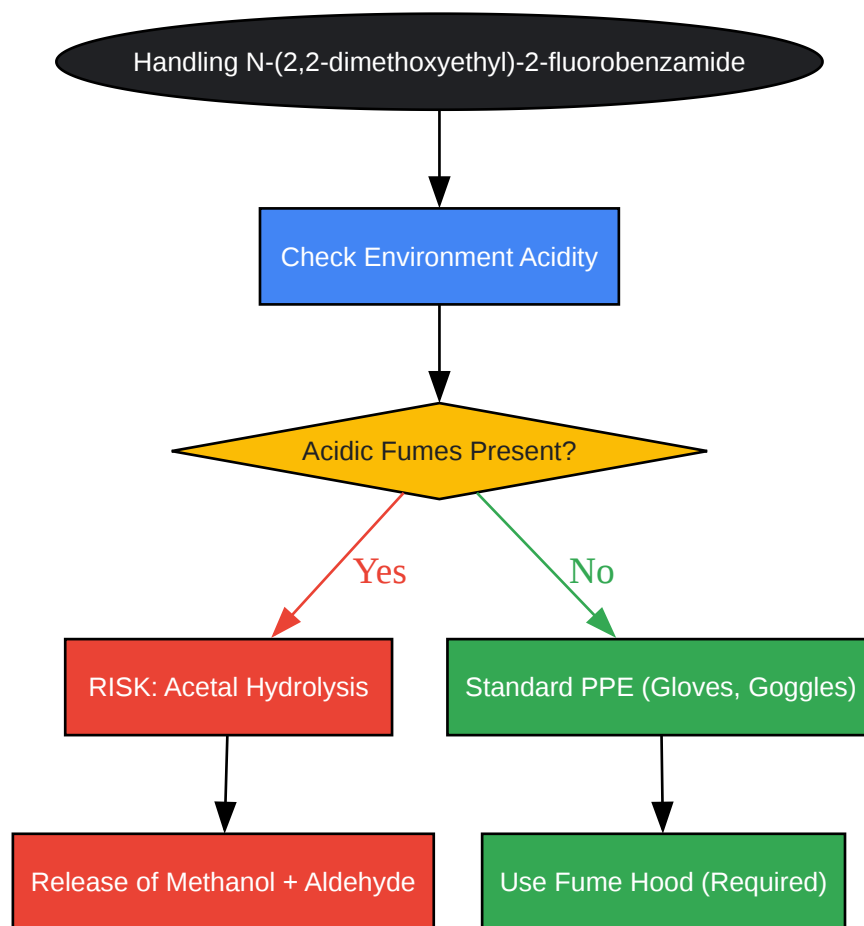 Handling N-(2,2-dimethoxyethyl)-2-fluorobenzamide
Check Environment Acidity
Acidic Fumes Present?
Yes
No
RISK: Acetal Hydrolysis
Standard PPE (Gloves, Goggles)
Release of Methanol + Aldehyde
Use Fume Hood (Required)